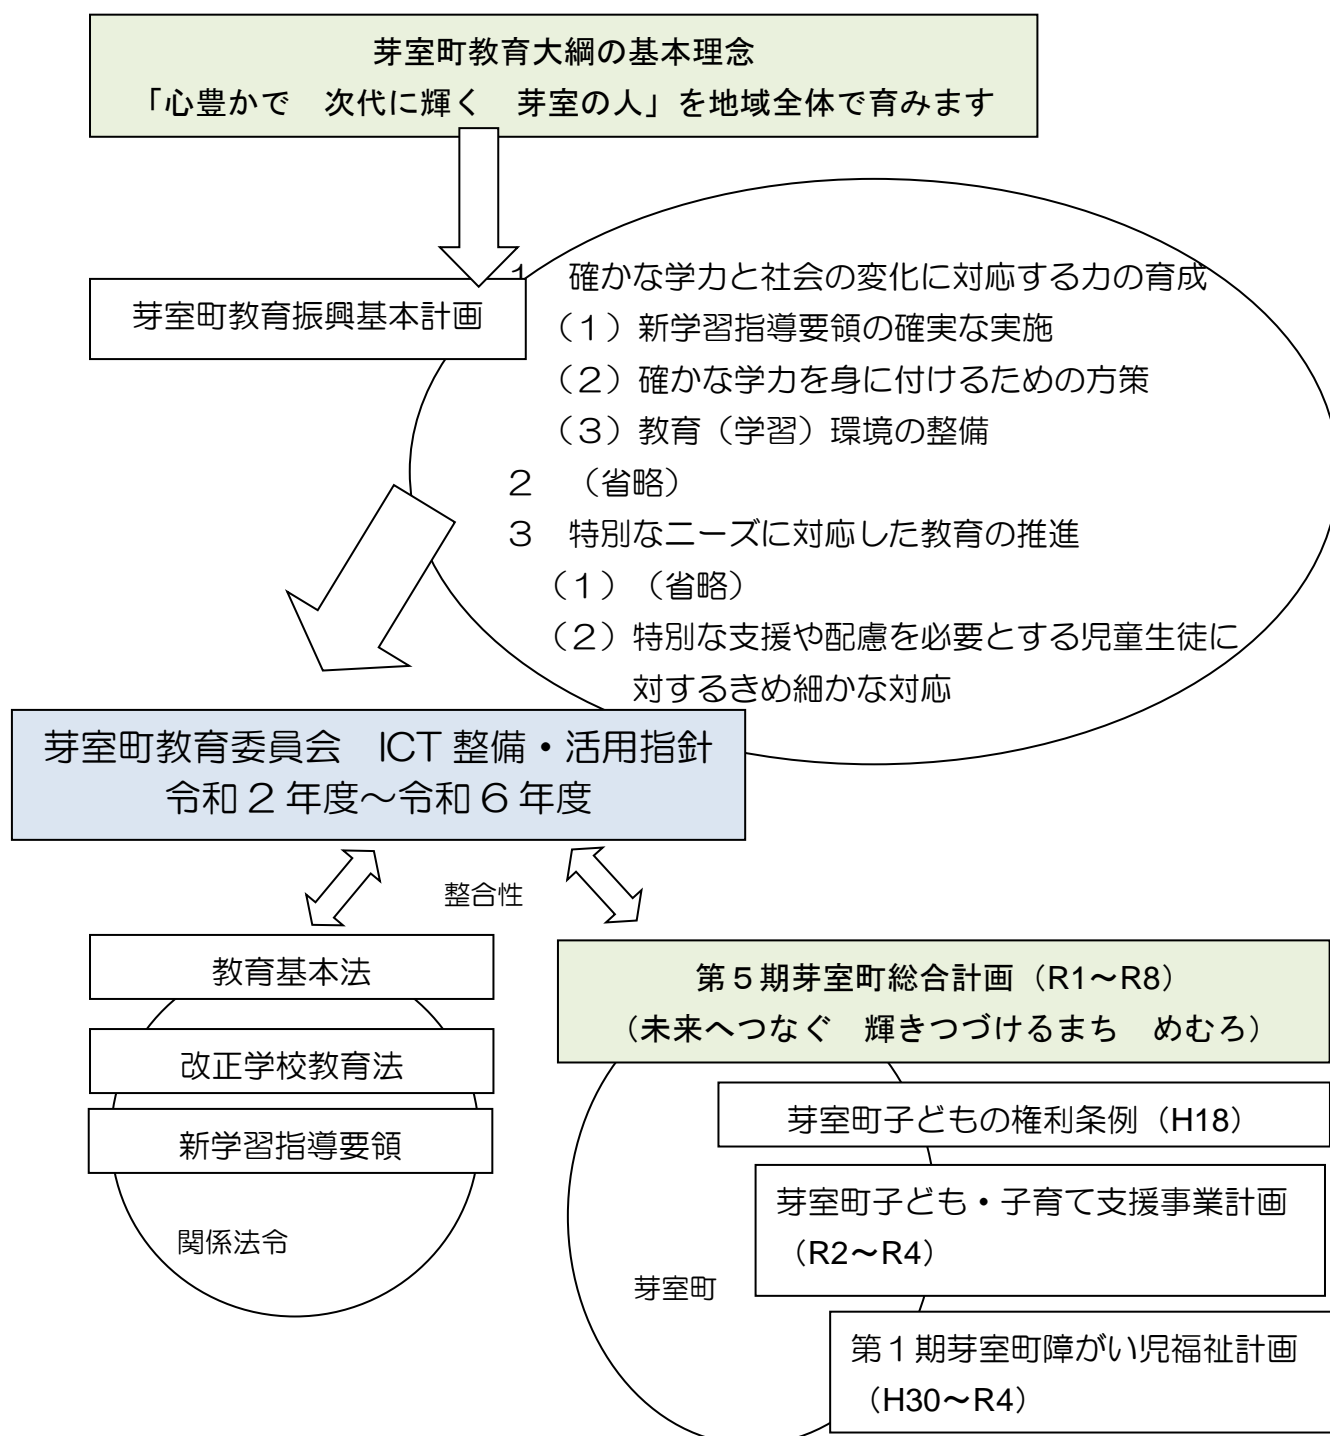 芽室町教育大綱の基本理念
「心豊かで　次代に輝く　芽室の人」を地域全体で育みます
芽室町教育振興基本計画
１　確かな学力と社会の変化に対応する力の育成
（１）新学習指導要領の確実な実施
（２）確かな学力を身に付けるための方策
（３）教育（学習）環境の整備
２　（省略）
３　特別なニーズに対応した教育の推進
（１）（省略）
（２）特別な支援や配慮を必要とする児童生徒に
対するきめ細かな対応
芽室町教育委員会　ICT 整備・活用指針
令和２年度～令和６年度
整合性
教育基本法
改正学校教育法
新学習指導要領
関係法令
第５期芽室町総合計画（R1～R8）
（未来へつなぐ　輝きつづけるまち　めむろ）
芽室町子どもの権利条例（H18）
芽室町子ども・子育て支援事業計画
（R2～R4）
芽室町
第１期芽室町障がい児福祉計画
（H30～R4）